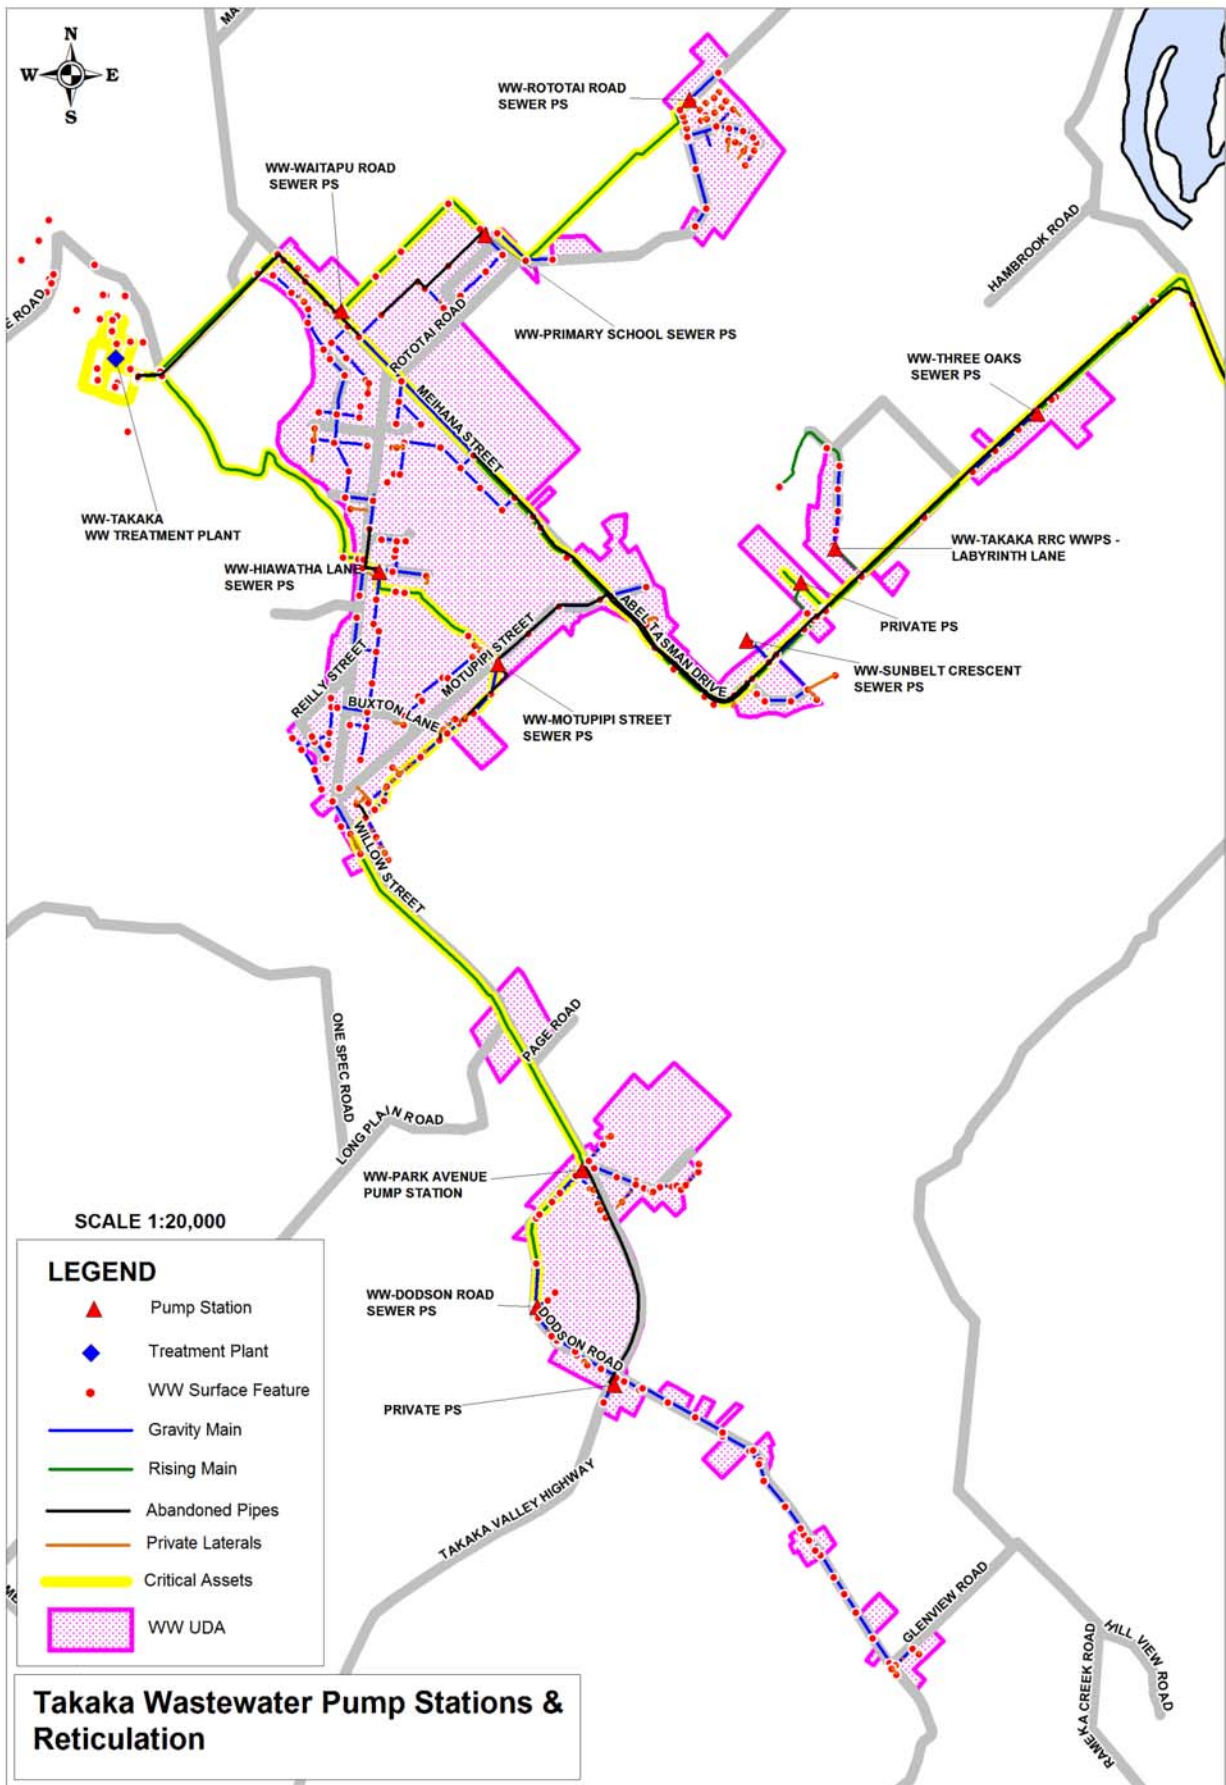 N
W E
S
WW-ROTOTAI ROAD
SEWER PS
WW-WAITAPU ROAD
SEWER PS
HAMBROOK ROAD
E ROAD
ROTOTAI ROAD
WW-PRIMARY SCHOOL SEWER PS
WW-THREE OAKS
SEWER PS
MEIHANA STREET
WW-TAKAKA
WW TREATMENT PLANT
WW-TAKAKA RRC WWPS -
LABYRINTH LANE
WW-HIAWATHA LANE
SEWER PS
ABEL TASMAN DRIVE
PRIVATE PS
MOTUPIPI STREET
REILLY STREET
WW-SUNBELT CRESCENT
SEWER PS
BUXTON LANE
WW-MOTUPIPI STREET
SEWER PS
WILLOW STREET
PAGE ROAD
ONE SPEC ROAD
LONG PLAIN ROAD
WW-PARK AVENUE
PUMP STATION
WW-DODSON ROAD
SEWER PS
DODSON ROAD
PRIVATE PS
TAKAKA VALLEY HIGHWAY
GLENVIEW ROAD
HILL VIEW ROAD
RAMEKA CREEK ROAD
SCALE 1:20,000
LEGEND
Pump Station
Treatment Plant
WW Surface Feature
Gravity Main
Rising Main
Abandoned Pipes
Private Laterals
Critical Assets
WW UDA
Takaka Wastewater Pump Stations &
Reticulation